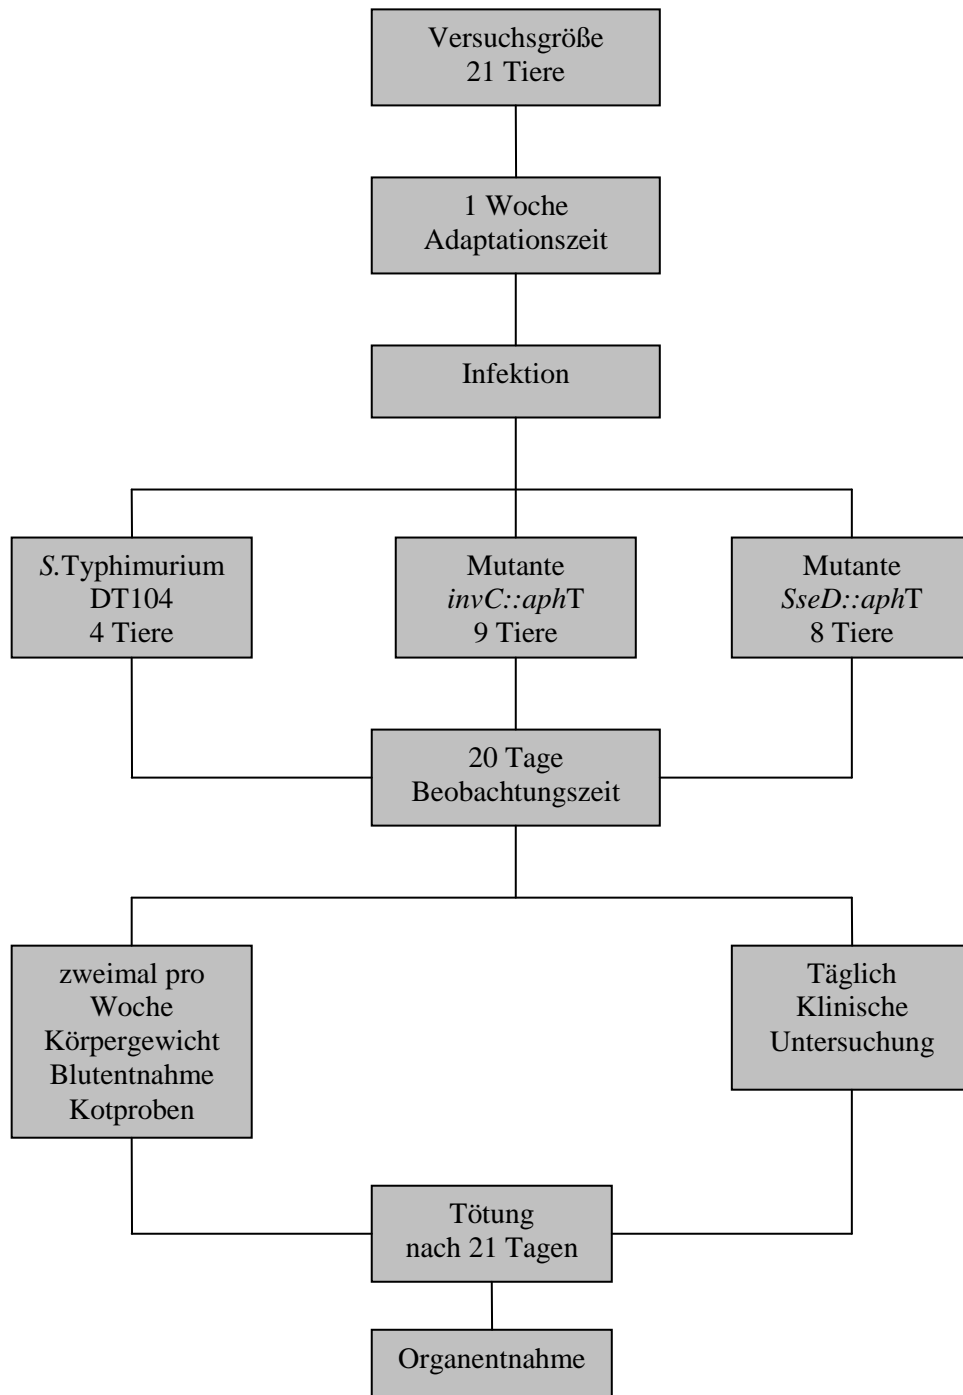 Versuchsgröße
21 Tiere
1 Woche
Adaptationszeit
Infektion
S.Typhimurium
DT104
4 Tiere
Mutante
invC::aphT
9 Tiere
Mutante
SseD::aphT
8 Tiere
20 Tage
Beobachtungszeit
zweimal pro
Woche
Körpergewicht
Blutentnahme
Kotproben
Täglich
Klinische
Untersuchung
Tötung
nach 21 Tagen
Organentnahme